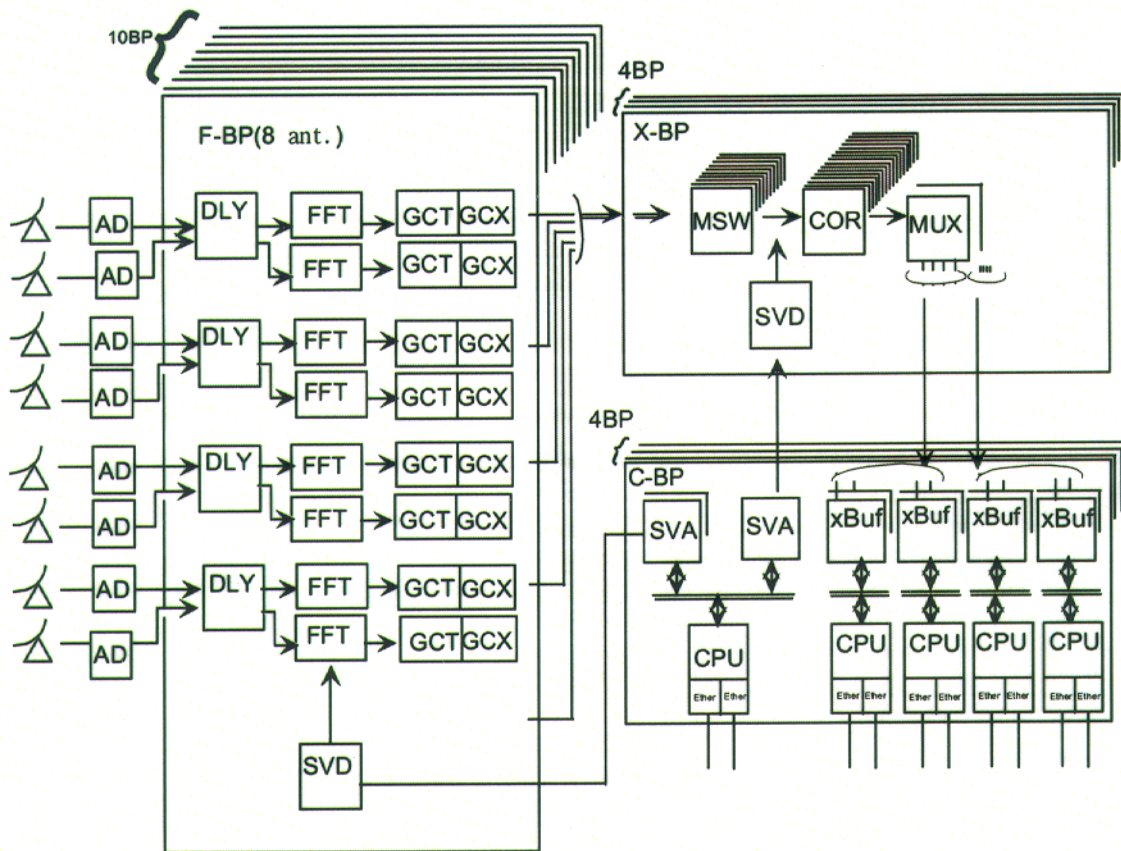 10BP
F-BP(8 ant.)
AD
AD
DLY
FFT
FFT
GCT GCX
GCT GCX
AD
AD
DLY
FFT
FFT
GCT GCX
GCT GCX
AD
AD
DLY
FFT
FFT
GCT GCX
GCT GCX
AD
AD
DLY
FFT
FFT
GCT GCX
GCT GCX
SVD
4BP
X-BP
MSW
COR
MUX
SVD
4BP
C-BP
SVA
SVA
xBuf
xBuf
xBuf
xBuf
CPU
CPU
CPU
CPU
CPU
Ether Ether
Ether Ether
Ether Ether
Ether Ether
Ether Ether